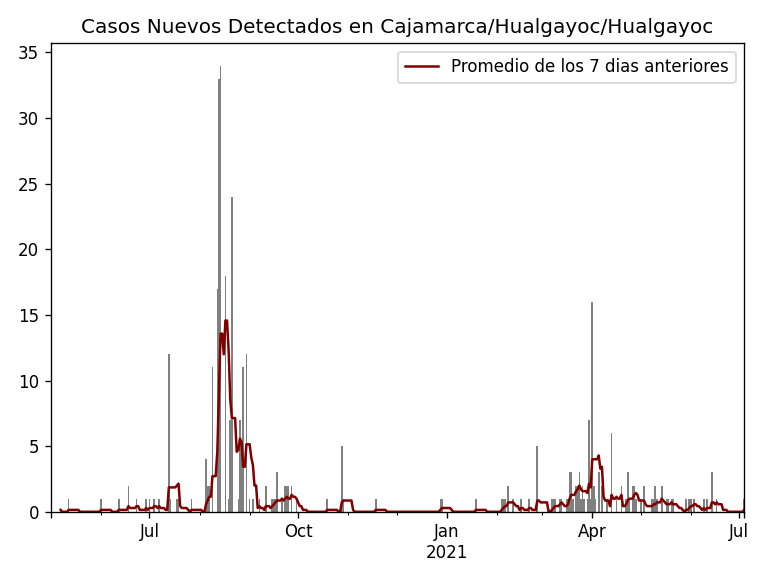 Casos Nuevos Detectados en Cajamarca/Hualgayoc/Hualgayoc
Promedio de los 7 dias anteriores
35
30
25
20
15
10
5
0
Jul
Oct
Jan
2021
Apr
Jul